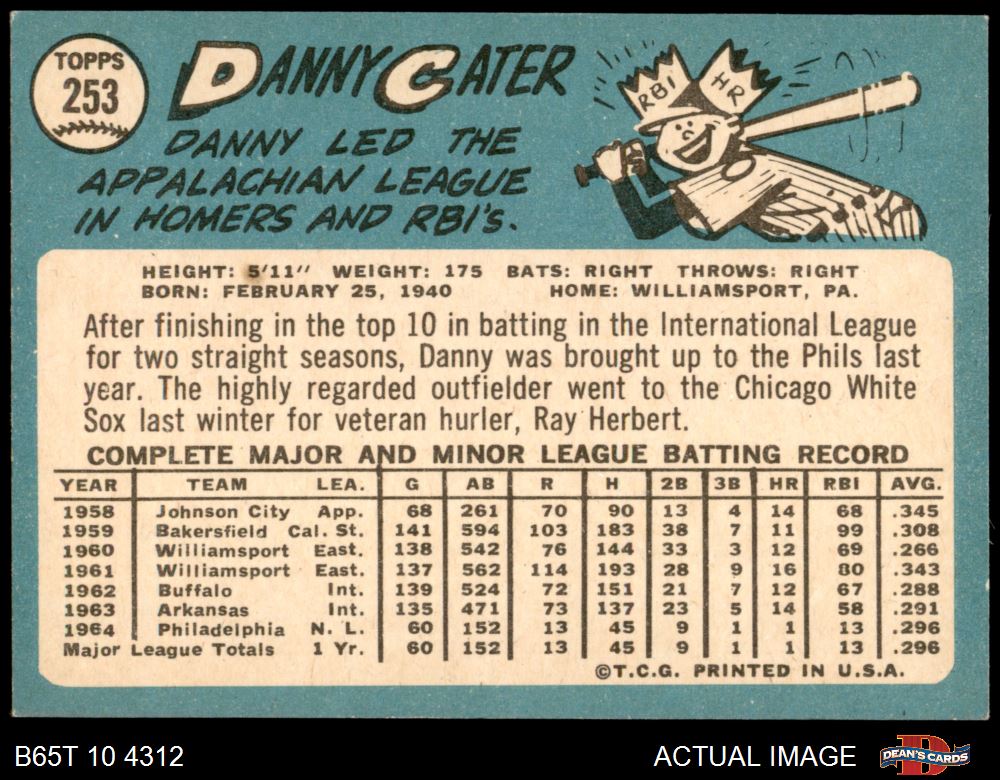 TOPPS
253
DANNY CATER
DANNY LED THE
APPALACHIAN LEAGUE
IN HOMERS AND RBI'S.
RBI HR
HEIGHT: 5'11" WEIGHT: 175 BATS: RIGHT THROWS: RIGHT
BORN: FEBRUARY 25, 1940 HOME: WILLIAMSPORT, PA.
After finishing in the top 10 in batting in the International League
for two straight seasons, Danny was brought up to the Phils last
year. The highly regarded outfielder went to the Chicago White
Sox last winter for veteran hurler, Ray Herbert.
COMPLETE MAJOR AND MINOR LEAGUE BATTING RECORD
YEAR TEAM LEA. G AB R H 2B 3B HR RBI AVG.
1958 Johnson City App. 68 261 70 90 13 4 14 68 .345
1959 Bakersfield Cal. St. 141 594 103 183 38 7 11 99 .308
1960 Williamsport East. 138 542 76 144 33 3 12 69 .266
1961 Williamsport East. 137 562 114 193 28 9 16 80 .343
1962 Buffalo Int. 139 524 72 151 21 7 12 67 .288
1963 Arkansas Int. 135 471 73 137 23 5 14 58 .291
1964 Philadelphia N. L. 60 152 13 45 9 1 1 13 .296
Major League Totals 1 Yr. 60 152 13 45 9 1 1 13 .296
©T.C.G. PRINTED IN U.S.A.
B65T 10 4312 ACTUAL IMAGE DEAN'S CARDS